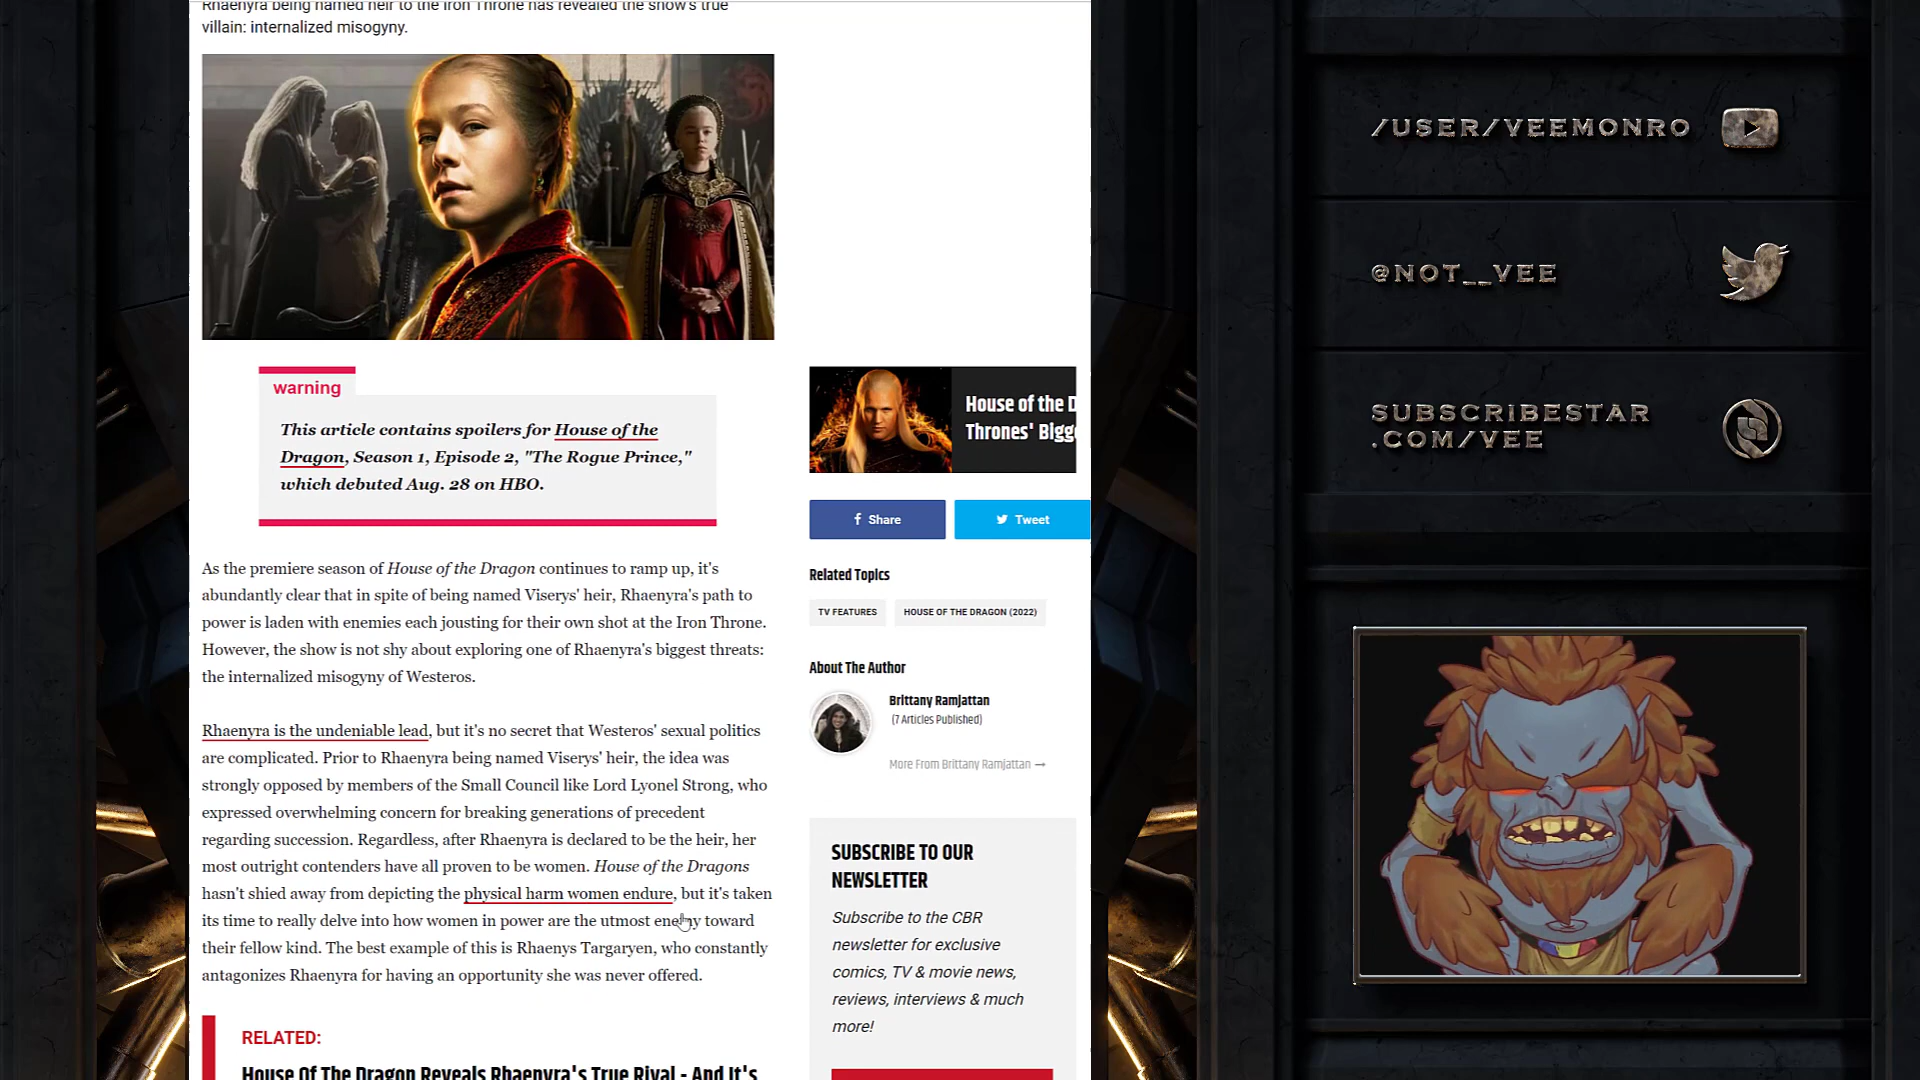 Rhaenyra being named heir to the Iron Throne has revealed the show's true
villain: internalized misogyny.
warning
This article contains spoilers for House of the
Dragon, Season 1, Episode 2, "The Rogue Prince,"
which debuted Aug. 28 on HBO.
As the premiere season of House of the Dragon continues to ramp up, it's
abundantly clear that in spite of being named Viserys' heir, Rhaenyra's path to
power is laden with enemies each jousting for their own shot at the Iron Throne.
However, the show is not shy about exploring one of Rhaenyra's biggest threats:
the internalized misogyny of Westeros.
Rhaenyra is the undeniable lead, but it's no secret that Westeros' sexual politics
are complicated. Prior to Rhaenyra being named Viserys' heir, the idea was
strongly opposed by members of the Small Council like Lord Lyonel Strong, who
expressed overwhelming concern for breaking generations of precedent
regarding succession. Regardless, after Rhaenyra is declared to be the heir, her
most outright contenders have all proven to be women. House of the Dragons
hasn't shied away from depicting the physical harm women endure, but it's taken
its time to really delve into how women in power are the utmost enemy toward
their fellow kind. The best example of this is Rhaenys Targaryen, who constantly
antagonizes Rhaenyra for having an opportunity she was never offered.
RELATED:
House Of The Dragon Reveals Rhaenyra's True Rival - And It's
House of the D
Thrones' Bigg
Share
Tweet
Related Topics
TV FEATURES
HOUSE OF THE DRAGON (2022)
About The Author
Brittany Ramjattan
(7 Articles Published)
More From Brittany Ramjattan →
SUBSCRIBE TO OUR
NEWSLETTER
Subscribe to the CBR
newsletter for exclusive
comics, TV & movie news,
reviews, interviews & much
more!
/USER/VEEMONRO
@NOT__VEE
SUBSCRIBESTAR
.COM/VEE